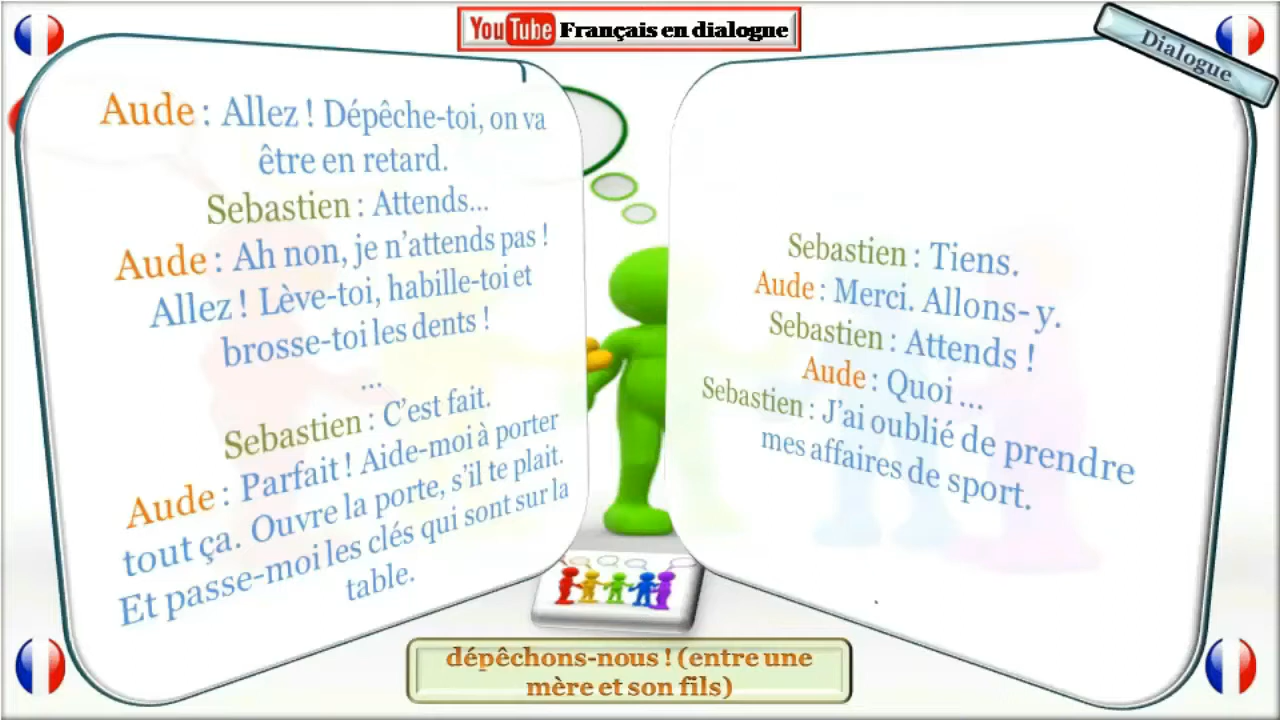 YouTube Français en dialogue
Dialogue
Aude : Allez ! Dépêche-toi, on va
être en retard.
Sebastien : Attends...
Aude : Ah non, je n'attends pas !
Allez ! Lève-toi, habille-toi et
brosse-toi les dents !
...
Sebastien : C'est fait.
Aude : Parfait ! Aide-moi à porter
tout ça. Ouvre la porte, s'il te plait.
Et passe-moi les clés qui sont sur la
table.
Sebastien : Tiens.
Aude : Merci. Allons-y.
Sebastien : Attends !
Aude : Quoi ...
Sebastien : J'ai oublié de prendre
mes affaires de sport.
dépêchons-nous ! (entre une
mère et son fils)